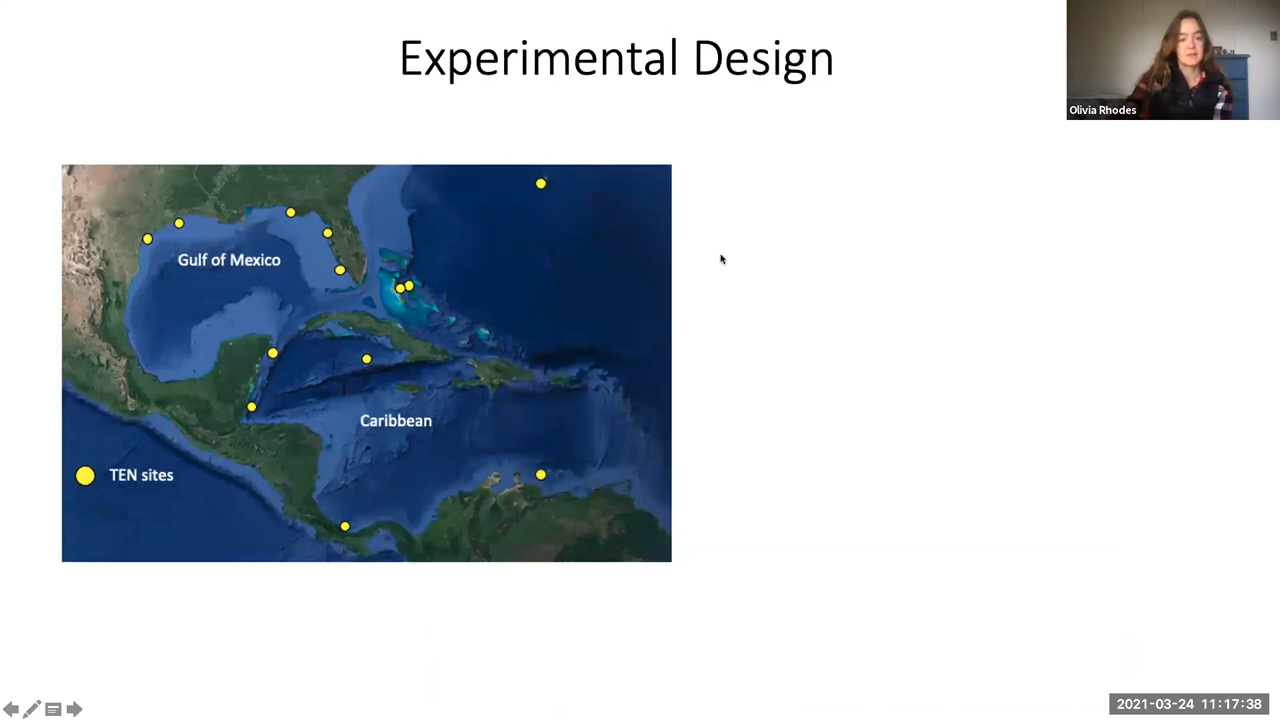 Experimental Design
Olivia Rhodes
Gulf of Mexico
Caribbean
TEN sites
2021-03-24 11:17:38